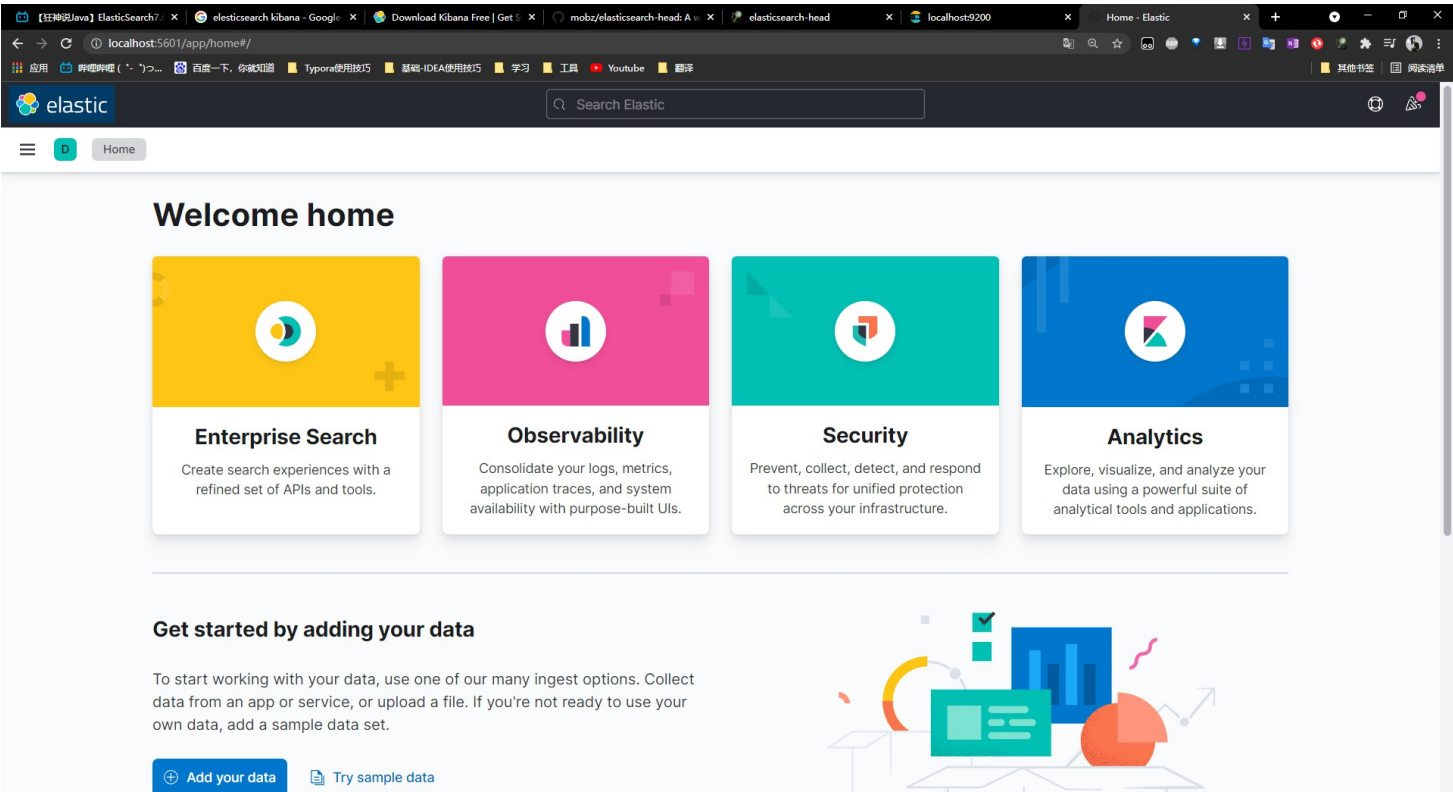 【狂神说Java】ElasticSearch7.
elesticsearch kibana - Google
Download Kibana Free | Get S
mobz/elasticsearch-head: A w
elasticsearch-head
localhost:9200
Home - Elastic
localhost:5601/app/home#/
应用
哔哩哔哩 ( ゜- ゜)つ...
百度一下，你就知道
Typora使用技巧
基础-IDEA使用技巧
学习
工具
Youtube
翻译
其他书签
阅读清单
elastic
Search Elastic
D
Home
Welcome home
Enterprise Search
Create search experiences with a
refined set of APIs and tools.
Observability
Consolidate your logs, metrics,
application traces, and system
availability with purpose-built UIs.
Security
Prevent, collect, detect, and respond
to threats for unified protection
across your infrastructure.
Analytics
Explore, visualize, and analyze your
data using a powerful suite of
analytical tools and applications.
Get started by adding your data
To start working with your data, use one of our many ingest options. Collect
data from an app or service, or upload a file. If you're not ready to use your
own data, add a sample data set.
Add your data
Try sample data